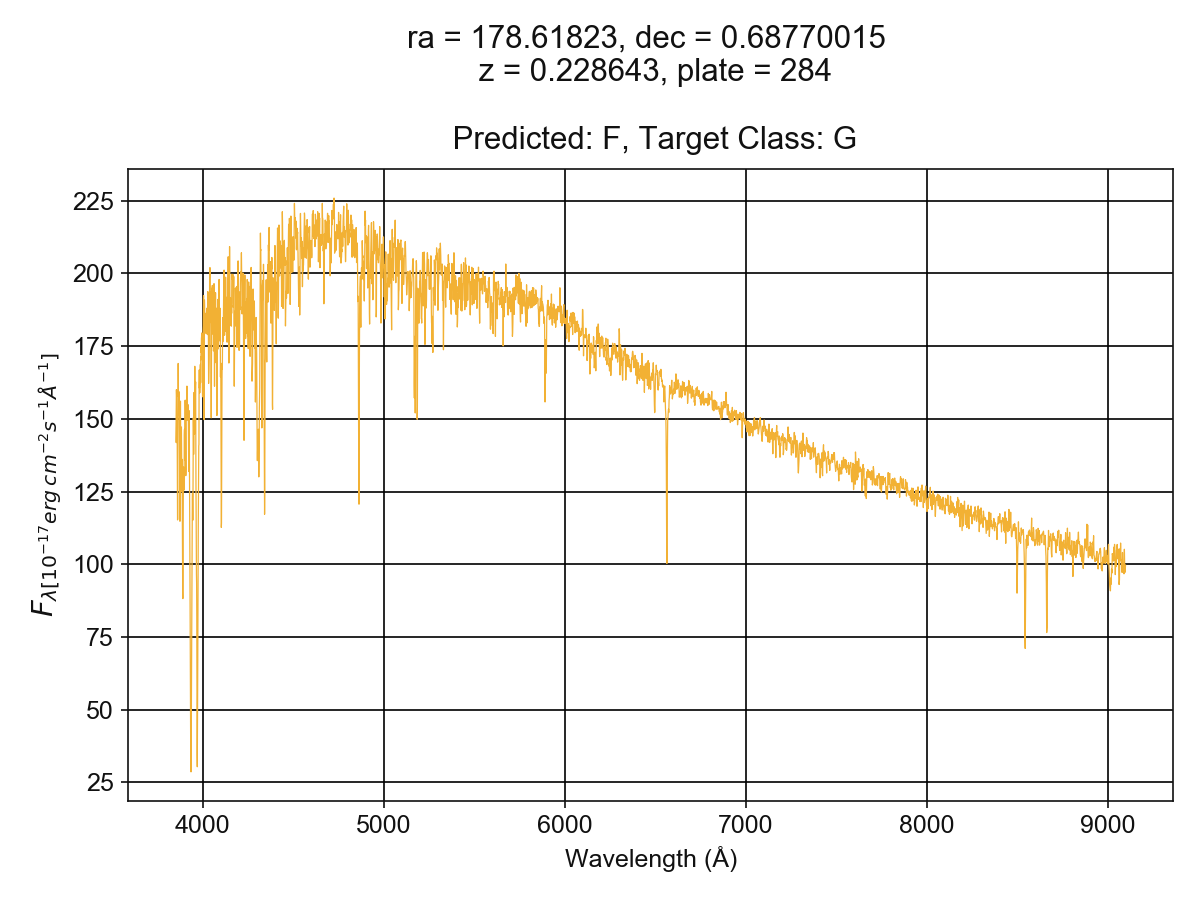 ra = 178.61823, dec = 0.68770015
z = 0.228643, plate = 284
Predicted: F, Target Class: G
225
200
175
150
125
100
75
50
25
F_{λ[10^{-17} erg cm^{-2} s^{-1} Å^{-1}]}
4000 5000 6000 7000 8000 9000
Wavelength (Å)